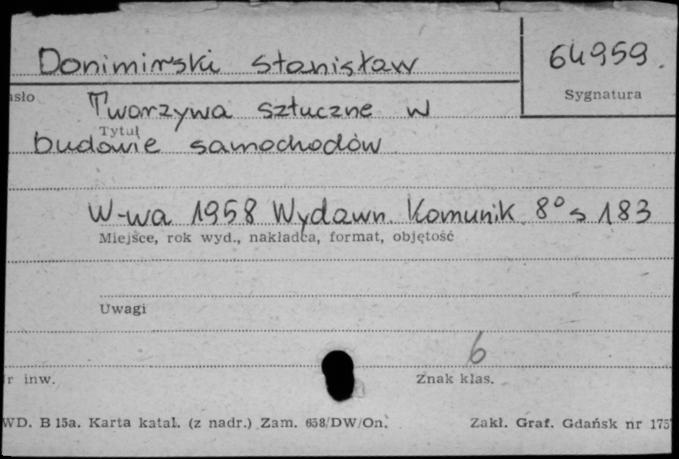 Donimirski Stanisław
64959.
Sygnatura
asło
Tworzywa sztuczne w
Tytuł
budowie samochodów
W-wa 1958 Wydawn. Komunik. 8° s 183
Miejsce, rok wyd., nakładca, format, objętość
Uwagi
6
r inw.
Znak klas.
WD. B 15a. Karta katal. (z nadr.) Zam. 658/DW/On.
Zakł. Graf. Gdańsk nr 175